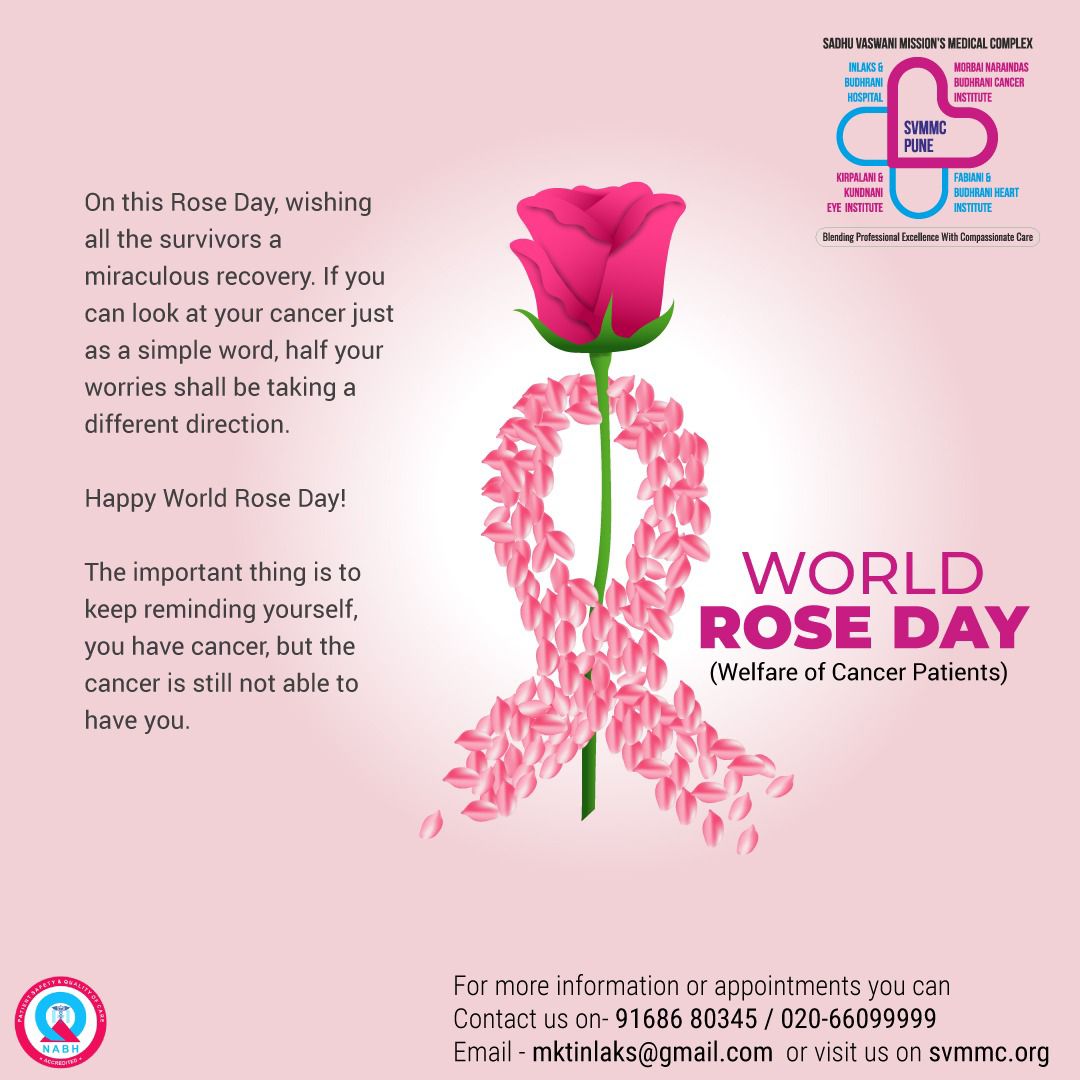 SADHU VASWANI MISSION'S MEDICAL COMPLEX
INLAKS &
BUDHRANI
HOSPITAL
MORBAI NARAINDAS
BUDHRANI CANCER
INSTITUTE
SVMMC
PUNE
KIRPALANI &
KUNDNANI
EYE INSTITUTE
FABIANI &
BUDHRANI HEART
INSTITUTE
Blending Professional Excellence With Compassionate Care
On this Rose Day, wishing
all the survivors a
miraculous recovery. If you
can look at your cancer just
as a simple word, half your
worries shall be taking a
different direction.
Happy World Rose Day!
The important thing is to
keep reminding yourself,
you have cancer, but the
cancer is still not able to
have you.
WORLD
ROSE DAY
(Welfare of Cancer Patients)
PATIENT SAFETY & QUALITY OF CARE
NABH
ACCREDITED
For more information or appointments you can
Contact us on- 91686 80345 / 020-66099999
Email - mktinlaks@gmail.com or visit us on svmmc.org